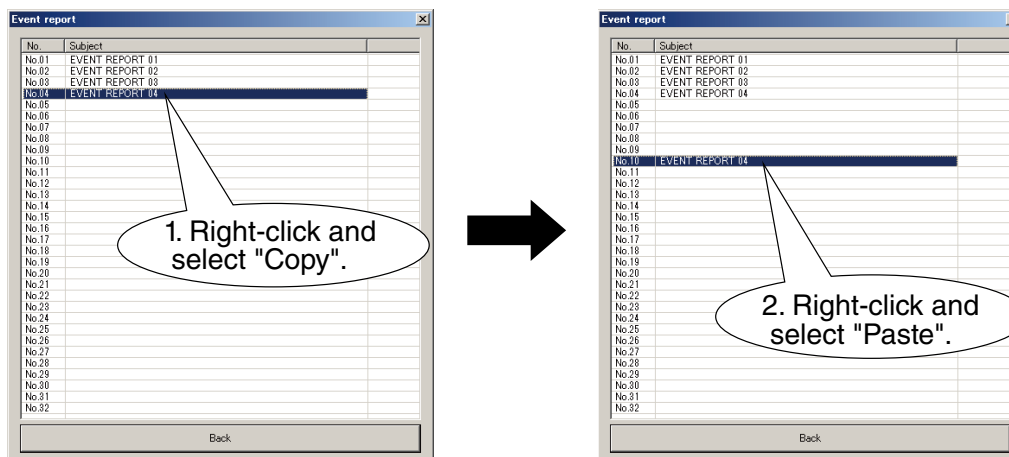 Event report
No. Subject
No.01 EVENT REPORT 01
No.02 EVENT REPORT 02
No.03 EVENT REPORT 03
No.04 EVENT REPORT 04
No.05
No.06
No.07
No.08
No.09
No.10
No.11
No.12
No.13
No.14
No.15
No.16
No.17
No.18
No.19
No.20
No.21
No.22
No.23
No.24
No.25
No.26
No.27
No.28
No.29
No.30
No.31
No.32
1. Right-click and
select "Copy".
Back
Event report
No. Subject
No.01 EVENT REPORT 01
No.02 EVENT REPORT 02
No.03 EVENT REPORT 03
No.04 EVENT REPORT 04
No.05
No.06
No.07
No.08
No.09
No.10 EVENT REPORT 04
No.11
No.12
No.13
No.14
No.15
No.16
No.17
No.18
No.19
No.20
No.21
No.22
No.23
No.24
No.25
No.26
No.27
No.28
No.29
No.30
No.31
No.32
2. Right-click and
select "Paste".
Back